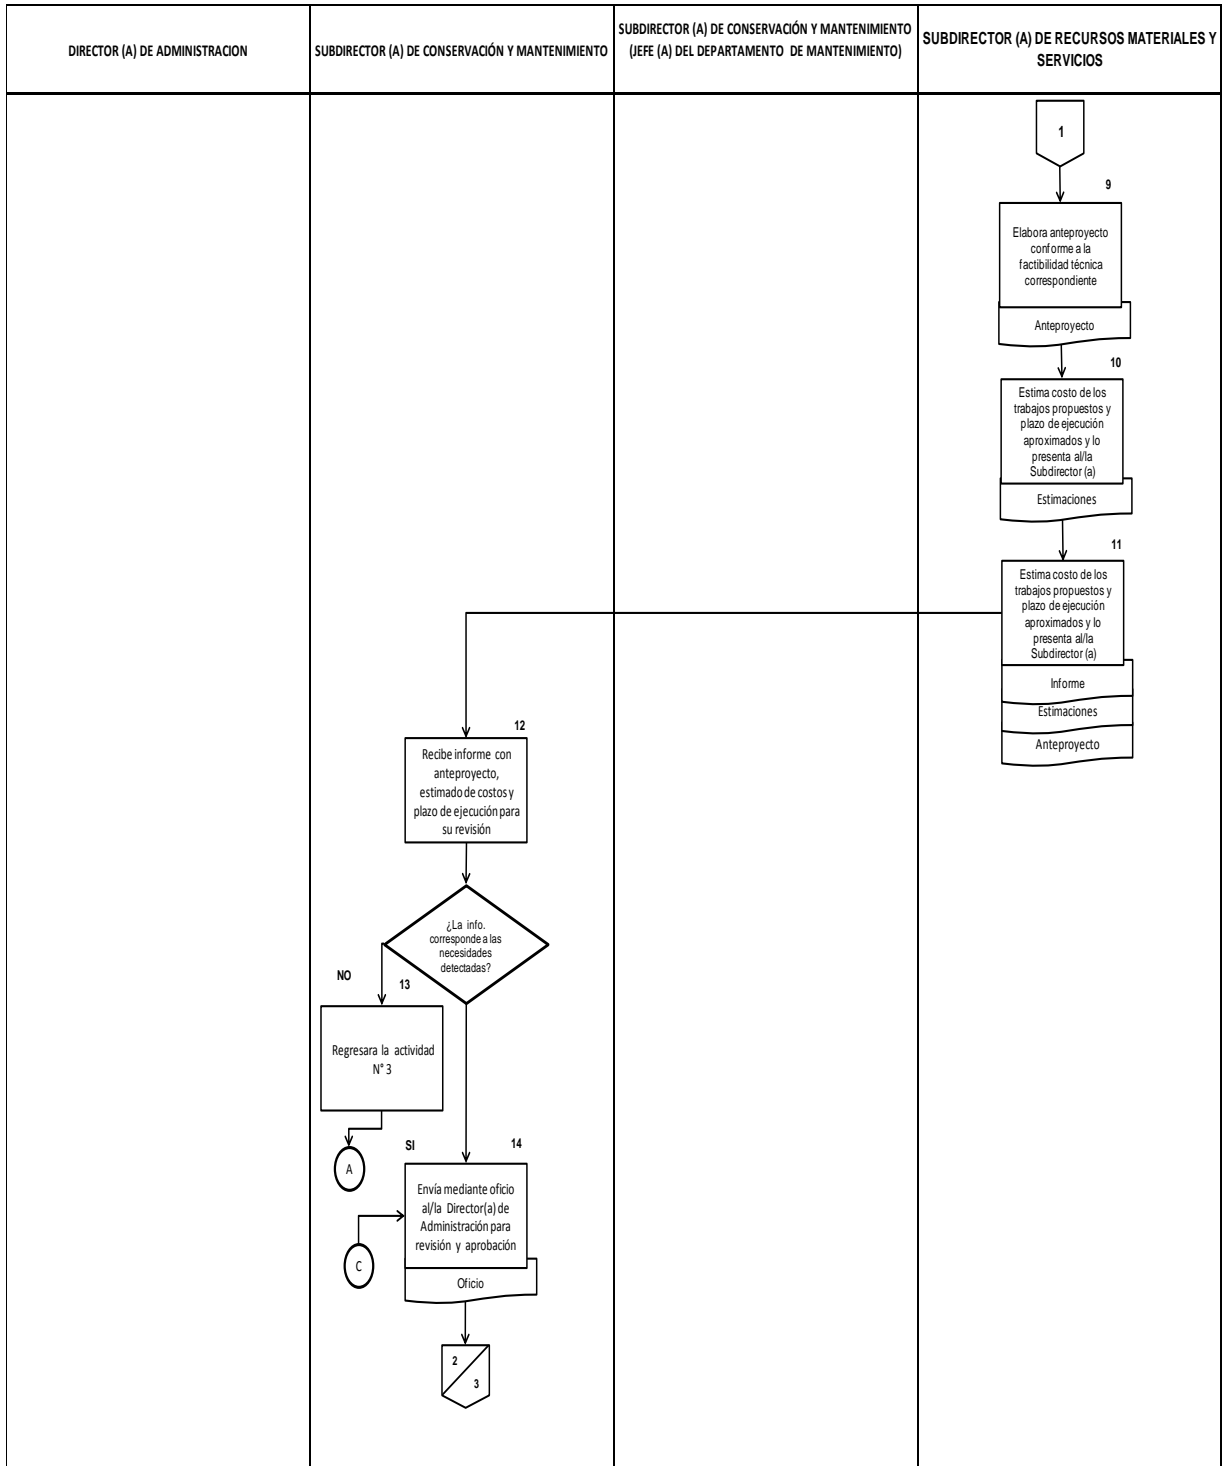 DIRECTOR (A) DE ADMINISTRACION
SUBDIRECTOR (A) DE CONSERVACIÓN Y MANTENIMIENTO
SUBDIRECTOR (A) DE CONSERVACIÓN Y MANTENIMIENTO
(JEFE (A) DEL DEPARTAMENTO DE MANTENIMIENTO)
SUBDIRECTOR (A) DE RECURSOS MATERIALES Y
SERVICIOS
1
9
Elabora anteproyecto
conforme a la
factibilidad técnica
correspondiente
Anteproyecto
10
Estima costo de los
trabajos propuestos y
plazo de ejecución
aproximados y lo
presenta al/la
Subdirector (a)
Estimaciones
11
Estima costo de los
trabajos propuestos y
plazo de ejecución
aproximados y lo
presenta al/la
Subdirector (a)
Informe
Estimaciones
Anteproyecto
12
Recibe informe con
anteproyecto,
estimado de costos y
plazo de ejecución para
su revisión
¿La info.
corresponde a las
necesidades
detectadas?
NO
13
Regresara la actividad
N° 3
A
SI
14
Envía mediante oficio
al/la Director(a) de
Administración para
revisión y aprobación
C
Oficio
2
3